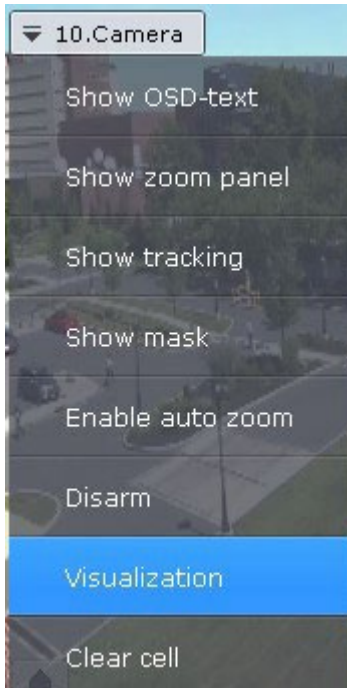 10.Camera
Show OSD-text
Show zoom panel
Show tracking
Show mask
Enable auto zoom
Disarm
Visualization
Clear cell